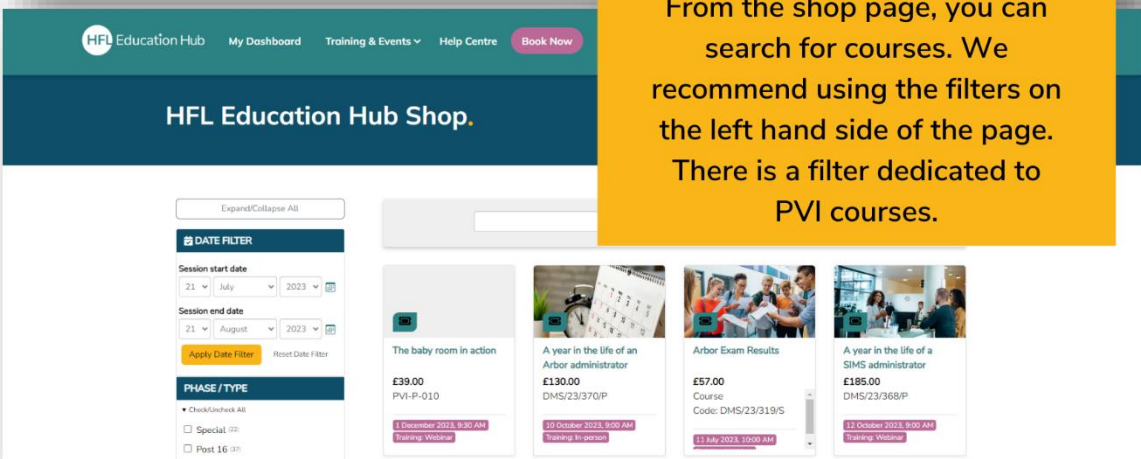 From the shop page, you can
search for courses. We
recommend using the filters on
the left hand side of the page.
There is a filter dedicated to
PVI courses.
HFL Education Hub My Dashboard Training & Events Help Centre Book Now
HFL Education Hub Shop.
Expand/Collapse All
DATE FILTER
Session start date
21 July 2023
Session end date
21 August 2023
Apply Date Filter Reset Date Filter
PHASE / TYPE
Check/Uncheck All
Special (22)
Post 16 (37)
The baby room in action
£39.00
PVI-P-010
1 December 2023, 9:30 AM
Training: Webinar
A year in the life of an
Arbor administrator
£130.00
DMS/23/370/P
10 October 2023, 9:00 AM
Training: In-person
Arbor Exam Results
£57.00
Course
Code: DMS/23/319/S
11 July 2023, 10:00 AM
A year in the life of a
SIMS administrator
£185.00
DMS/23/368/P
12 October 2023, 9:00 AM
Training: Webinar